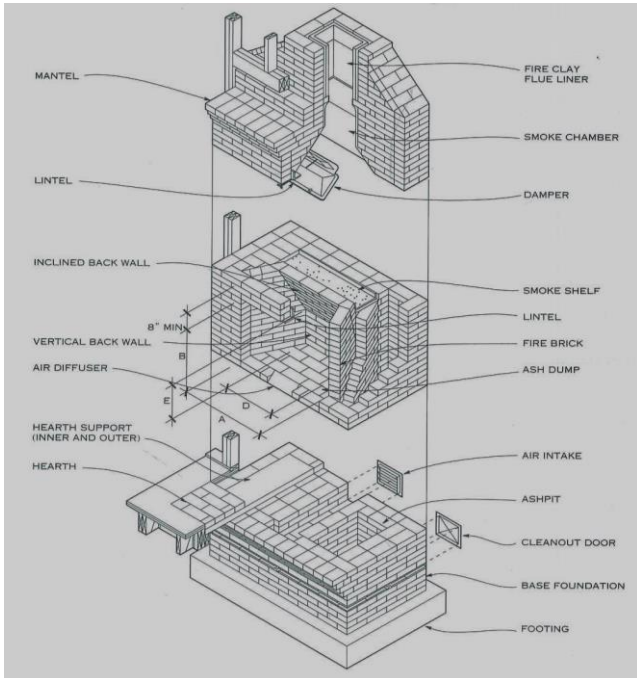 MANTEL
FIRE CLAY
FLUE LINER
SMOKE CHAMBER
LINTEL
DAMPER
INCLINED BACK WALL
SMOKE SHELF
8" MIN.
LINTEL
VERTICAL BACK WALL
FIRE BRICK
B
AIR DIFFUSER
ASH DUMP
E
D
A
HEARTH SUPPORT
(INNER AND OUTER)
AIR INTAKE
HEARTH
ASHPIT
CLEANOUT DOOR
BASE FOUNDATION
FOOTING